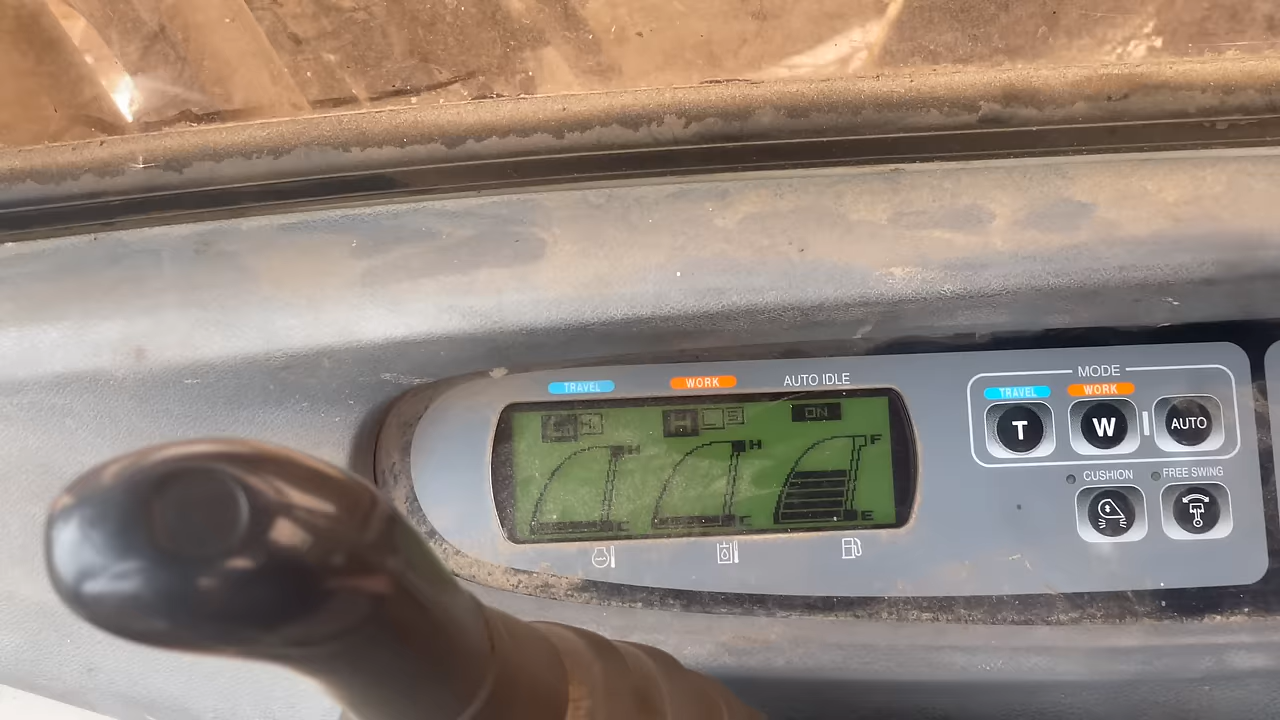 TRAVEL WORK AUTO IDLE
H L S ON
H H F
C C E
MODE
TRAVEL WORK
T W AUTO
CUSHION FREE SWING